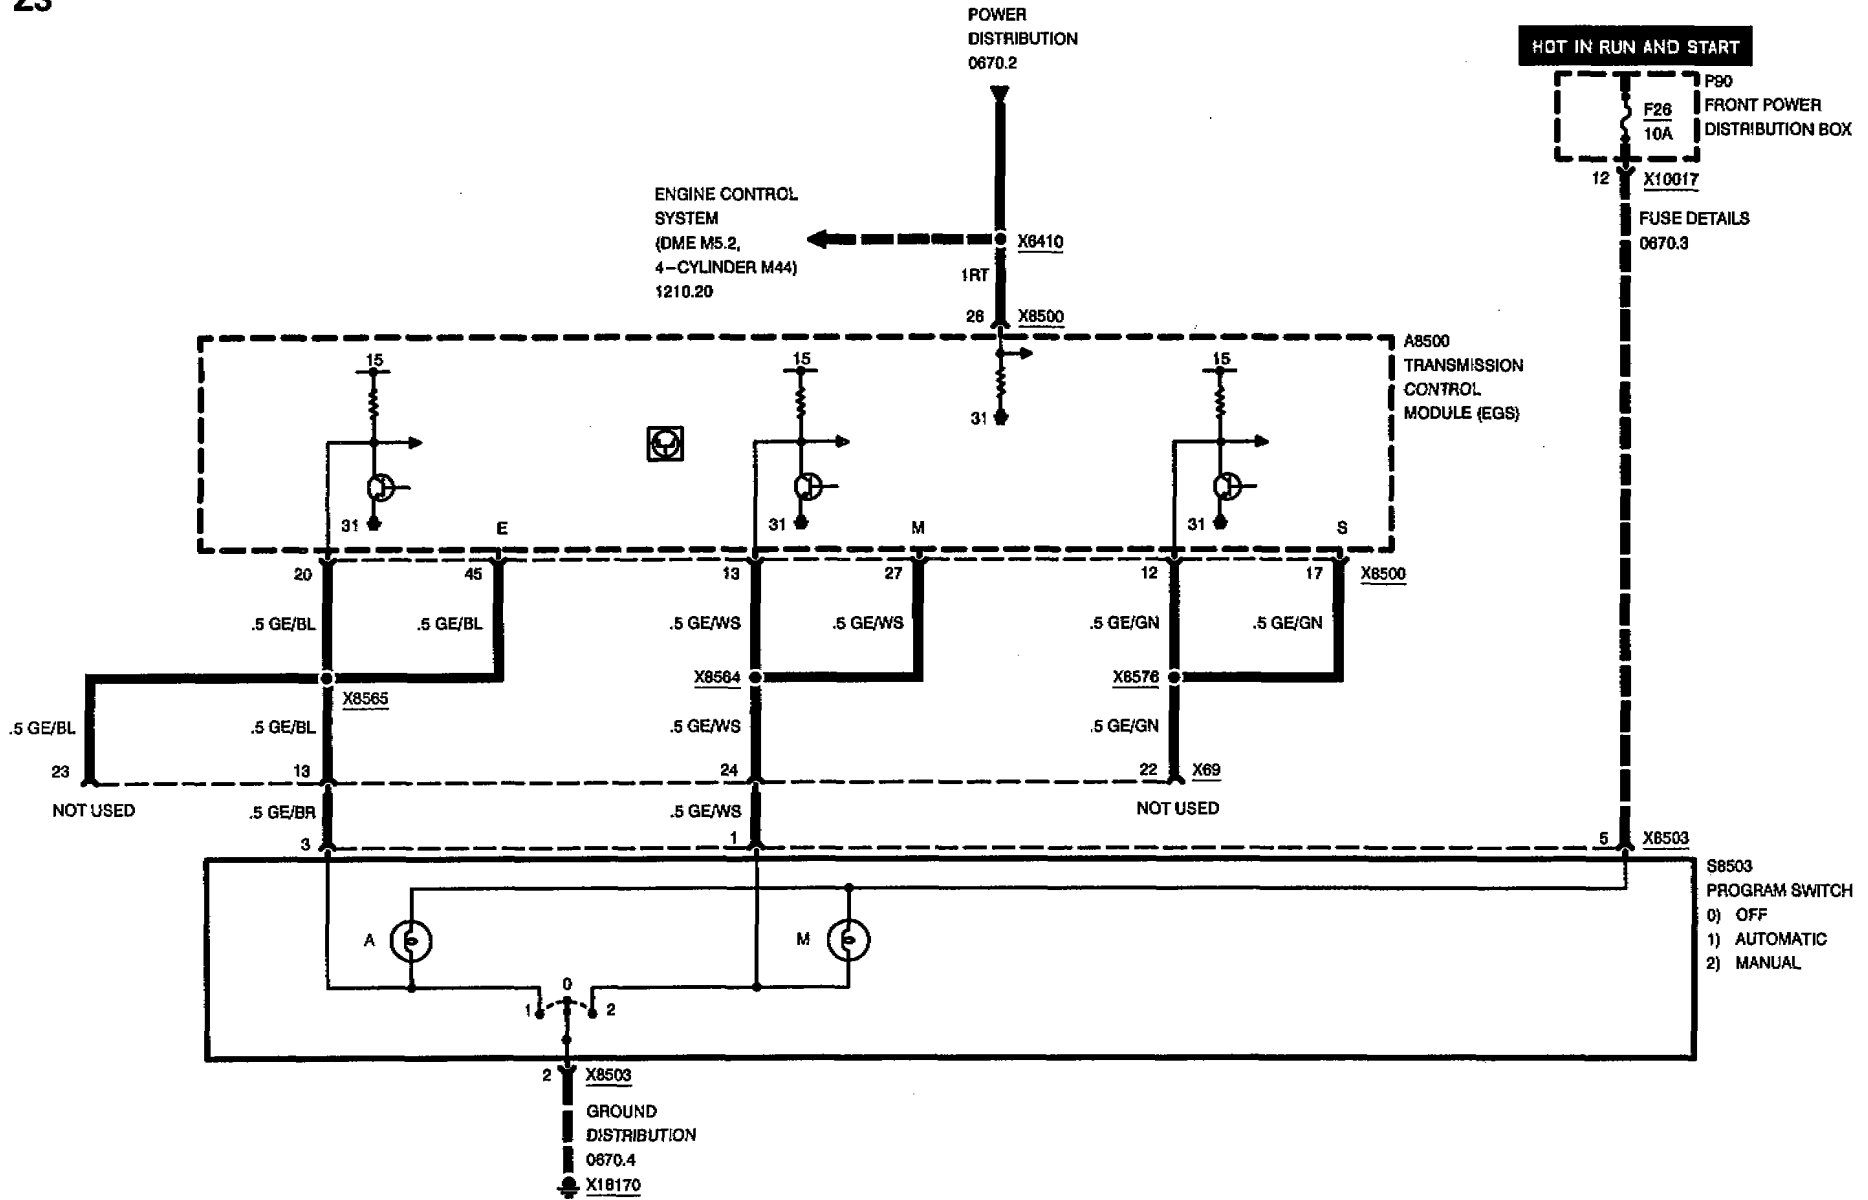 Z3
POWER
DISTRIBUTION
0670.2
HOT IN RUN AND START
P90
FRONT POWER
DISTRIBUTION BOX
F26
10A
12
X10017
FUSE DETAILS
0670.3
ENGINE CONTROL
SYSTEM
(DME M5.2,
4-CYLINDER M44)
1210.20
X6410
1RT
26
X8500
A8500
TRANSMISSION
CONTROL
MODULE (EGS)
15
15
15
31
31
31
31
E
M
S
20
45
13
27
12
17
X8500
.5 GE/BL
.5 GE/BL
.5 GE/WS
.5 GE/WS
.5 GE/GN
.5 GE/GN
X8565
X8564
X8576
.5 GE/BL
.5 GE/BL
.5 GE/WS
.5 GE/GN
23
13
24
22
X69
NOT USED
NOT USED
.5 GE/BR
.5 GE/WS
3
1
5
X8503
S8503
PROGRAM SWITCH
0) OFF
1) AUTOMATIC
2) MANUAL
A
M
0
1
2
2
X8503
GROUND
DISTRIBUTION
0670.4
X18170